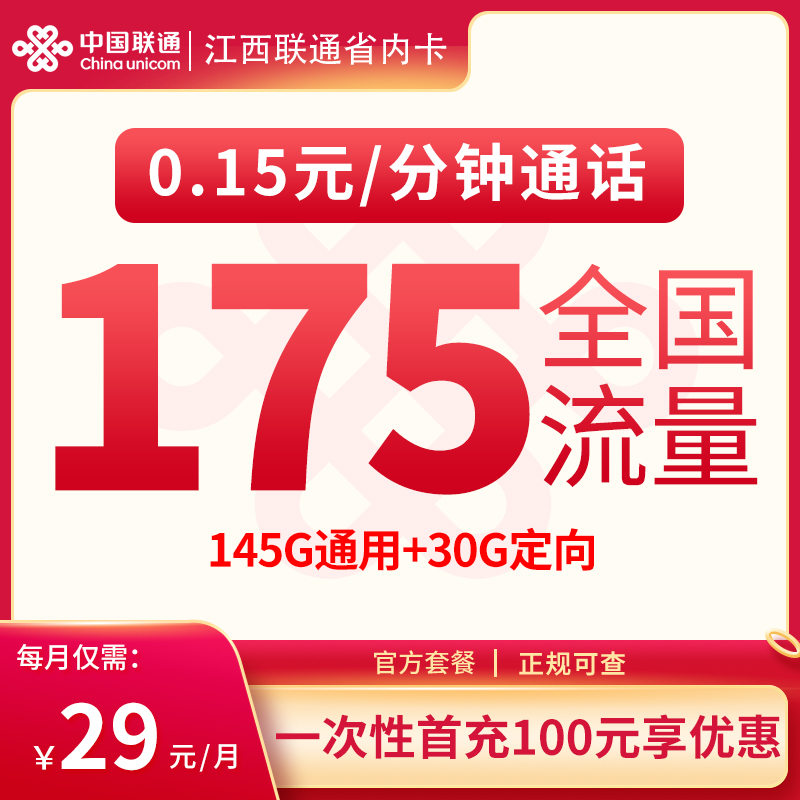 中国联通
China unicom
江西联通省内卡
0.15元/分钟通话
175全国流量
145G通用+30G定向
每月仅需：
¥29元/月
官方套餐 | 正规可查
一次性首充100元享优惠